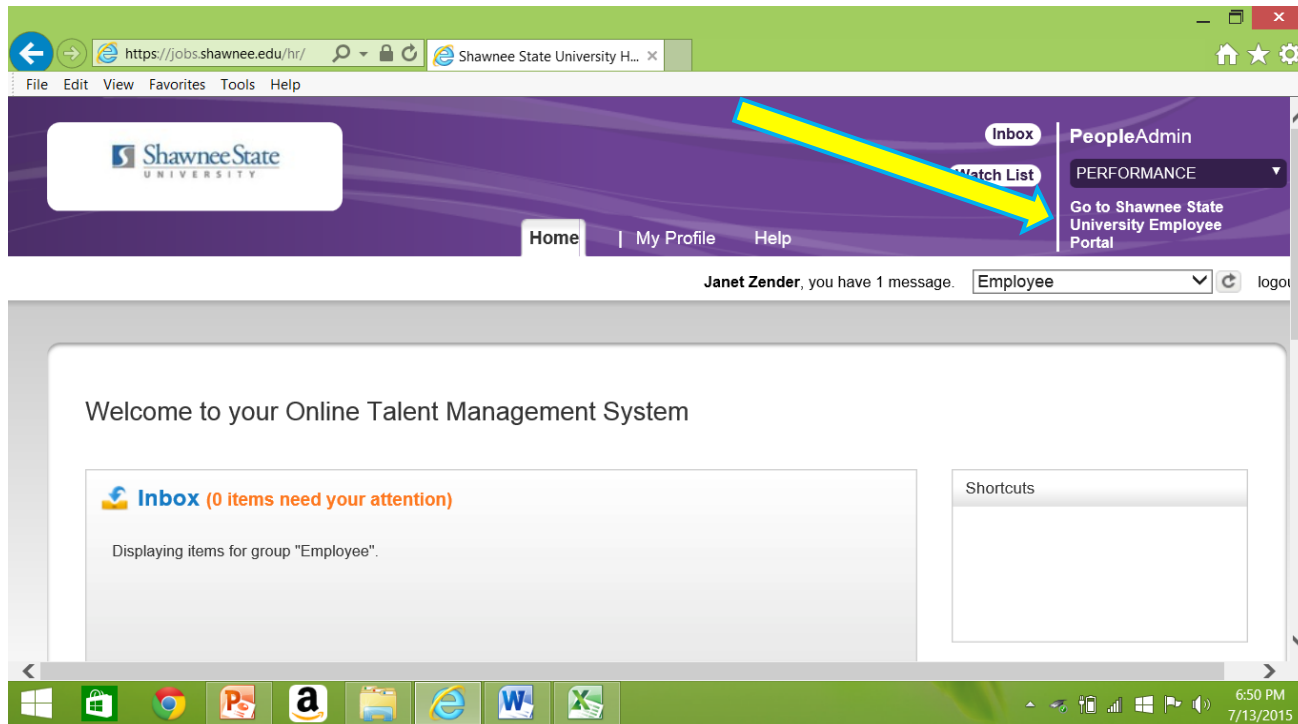 https://jobs.shawnee.edu/hr/
Shawnee State University H...
File Edit View Favorites Tools Help
Shawnee State
UNIVERSITY
Inbox
Watch List
PeopleAdmin
PERFORMANCE
Go to Shawnee State
University Employee
Portal
Home | My Profile Help
Janet Zender, you have 1 message. Employee logou
Welcome to your Online Talent Management System
Inbox (0 items need your attention)
Displaying items for group "Employee".
Shortcuts
6:50 PM
7/13/2015